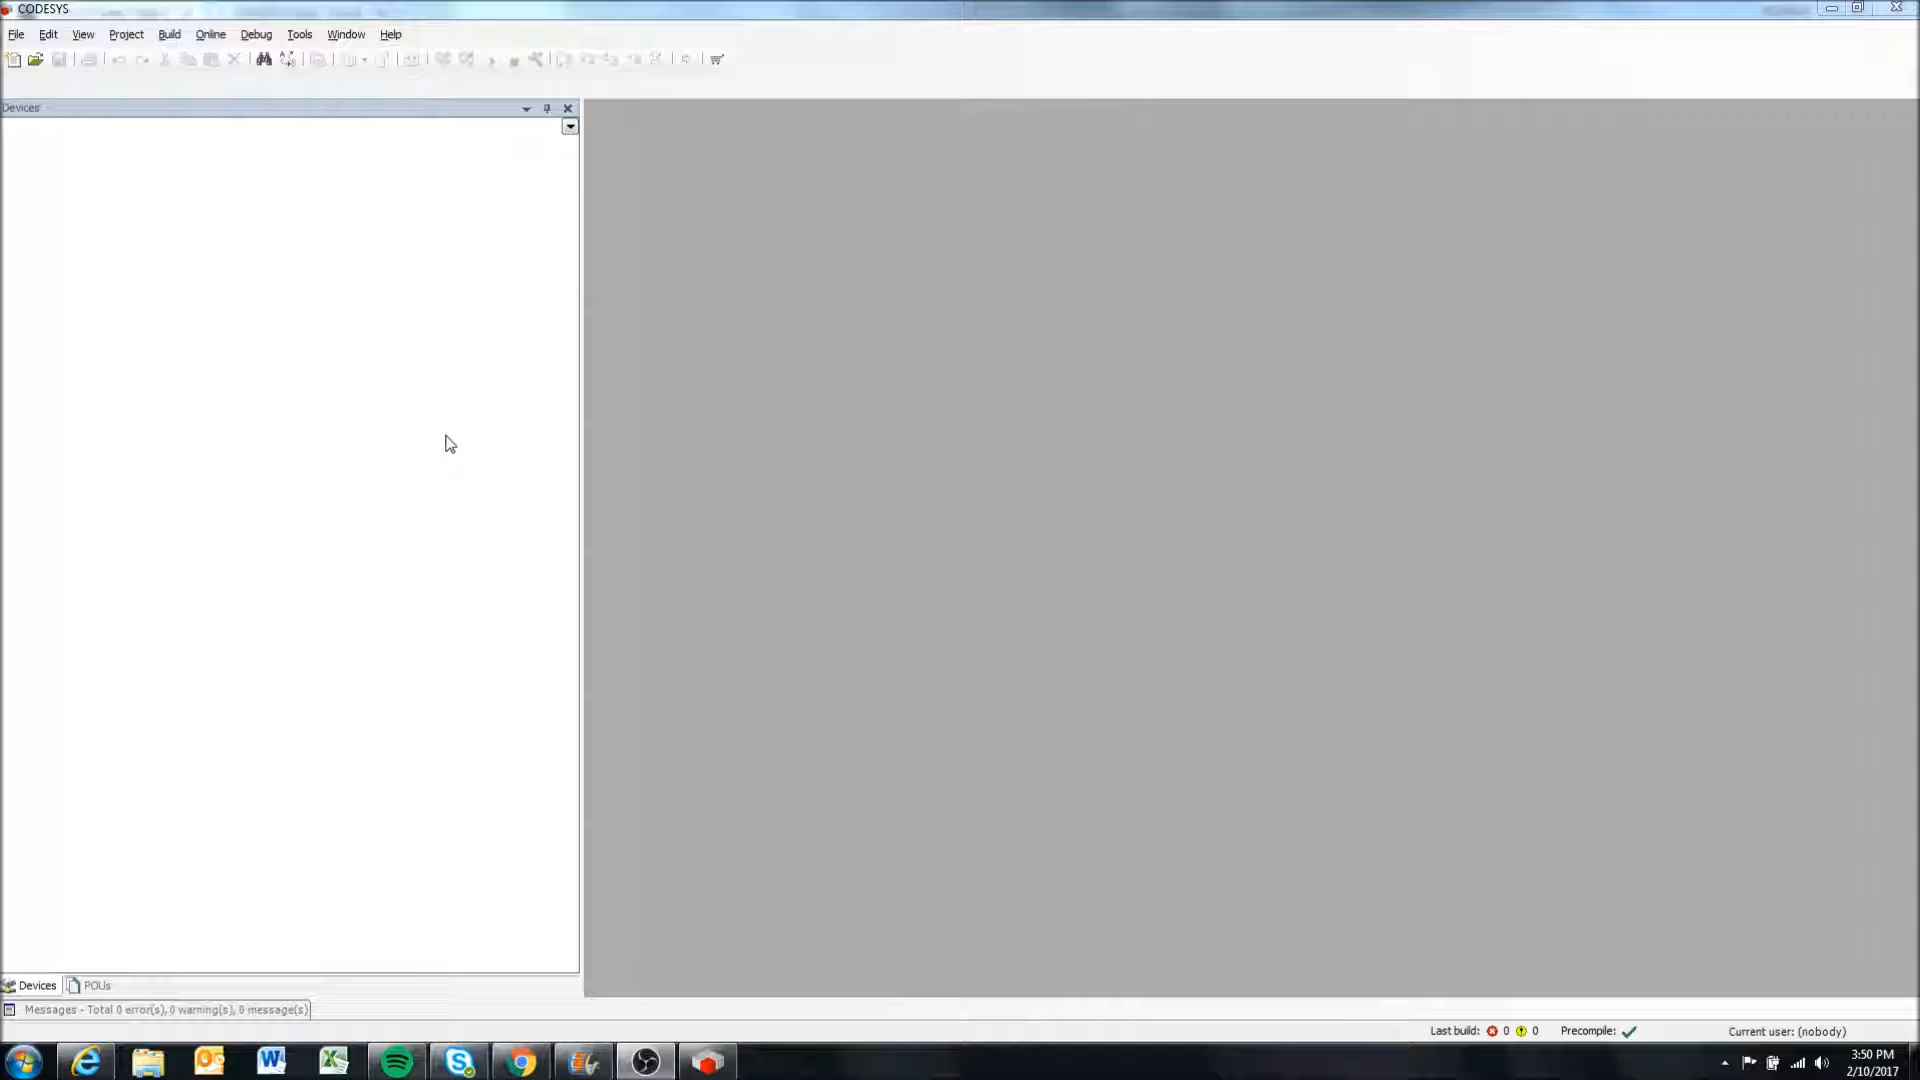 CODESYS
File Edit View Project Build Online Debug Tools Window Help
Devices
Devices POUs
Messages - Total 0 error(s), 0 warning(s), 0 message(s)
Last build: 0 0 Precompile: Current user: (nobody)
3:50 PM
2/10/2017